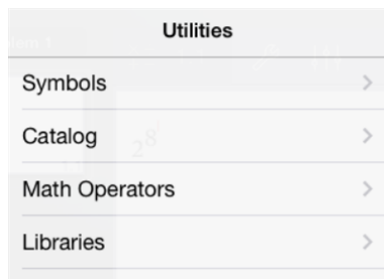 Utilities
Symbols
Catalog
Math Operators
Libraries